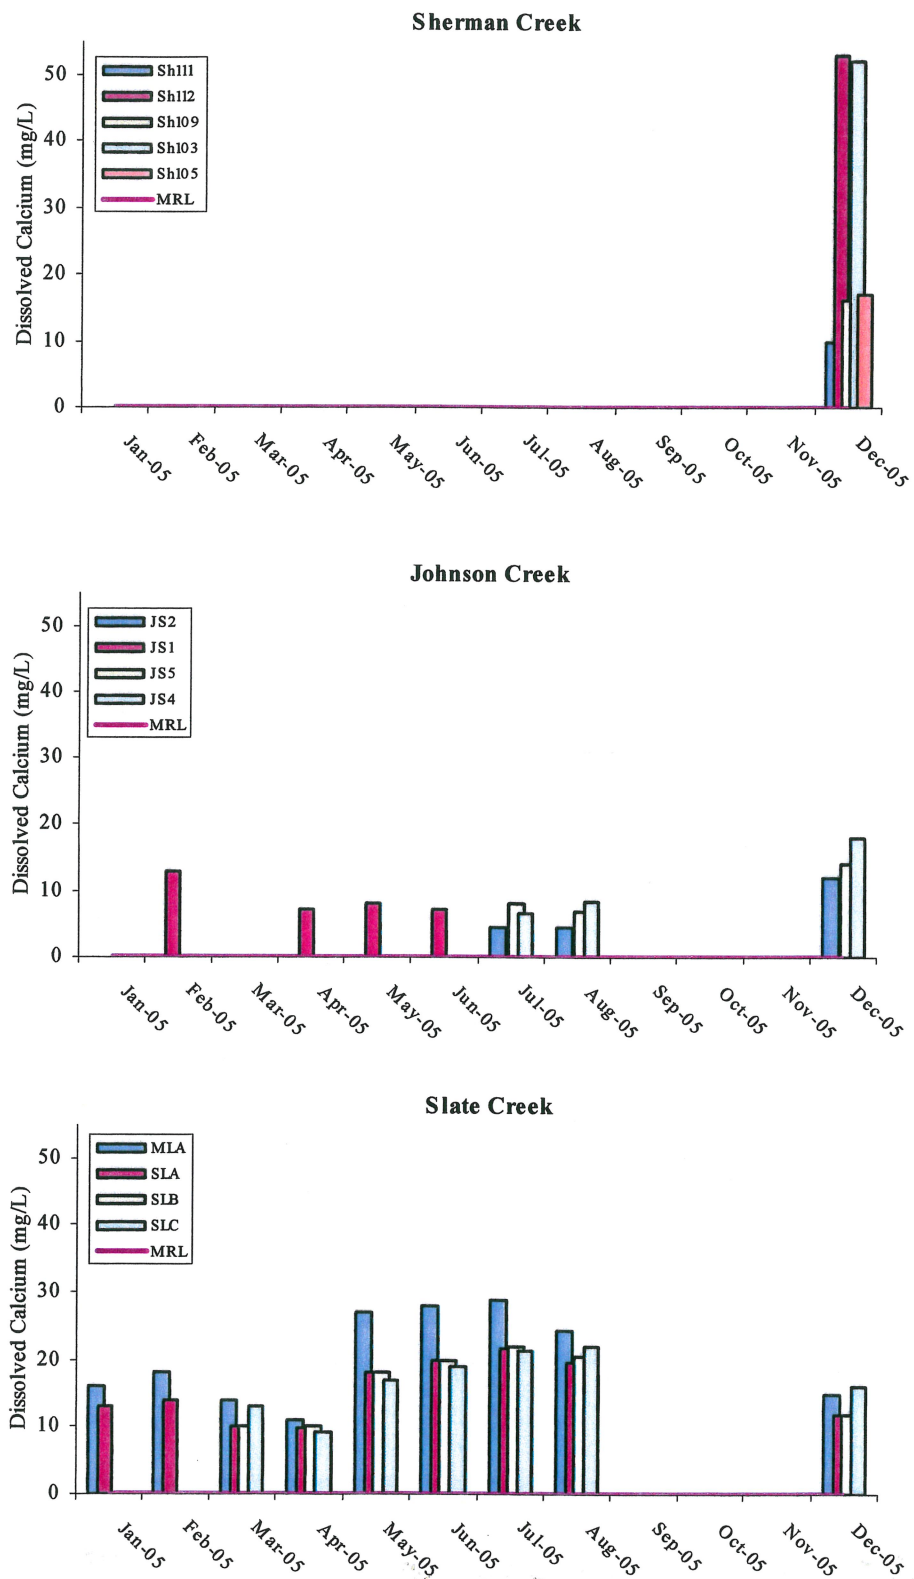 Sherman Creek
Dissolved Calcium (mg/L)
50
40
30
20
10
0
Sh111
Sh112
Sh109
Sh103
Sh105
MRL
Jan-05
Feb-05
Mar-05
Apr-05
May-05
Jun-05
Jul-05
Aug-05
Sep-05
Oct-05
Nov-05
Dec-05
Johnson Creek
Dissolved Calcium (mg/L)
50
40
30
20
10
0
JS2
JS1
JS5
JS4
MRL
Jan-05
Feb-05
Mar-05
Apr-05
May-05
Jun-05
Jul-05
Aug-05
Sep-05
Oct-05
Nov-05
Dec-05
Slate Creek
Dissolved Calcium (mg/L)
50
40
30
20
10
0
MLA
SLA
SLB
SLC
MRL
Jan-05
Feb-05
Mar-05
Apr-05
May-05
Jun-05
Jul-05
Aug-05
Sep-05
Oct-05
Nov-05
Dec-05